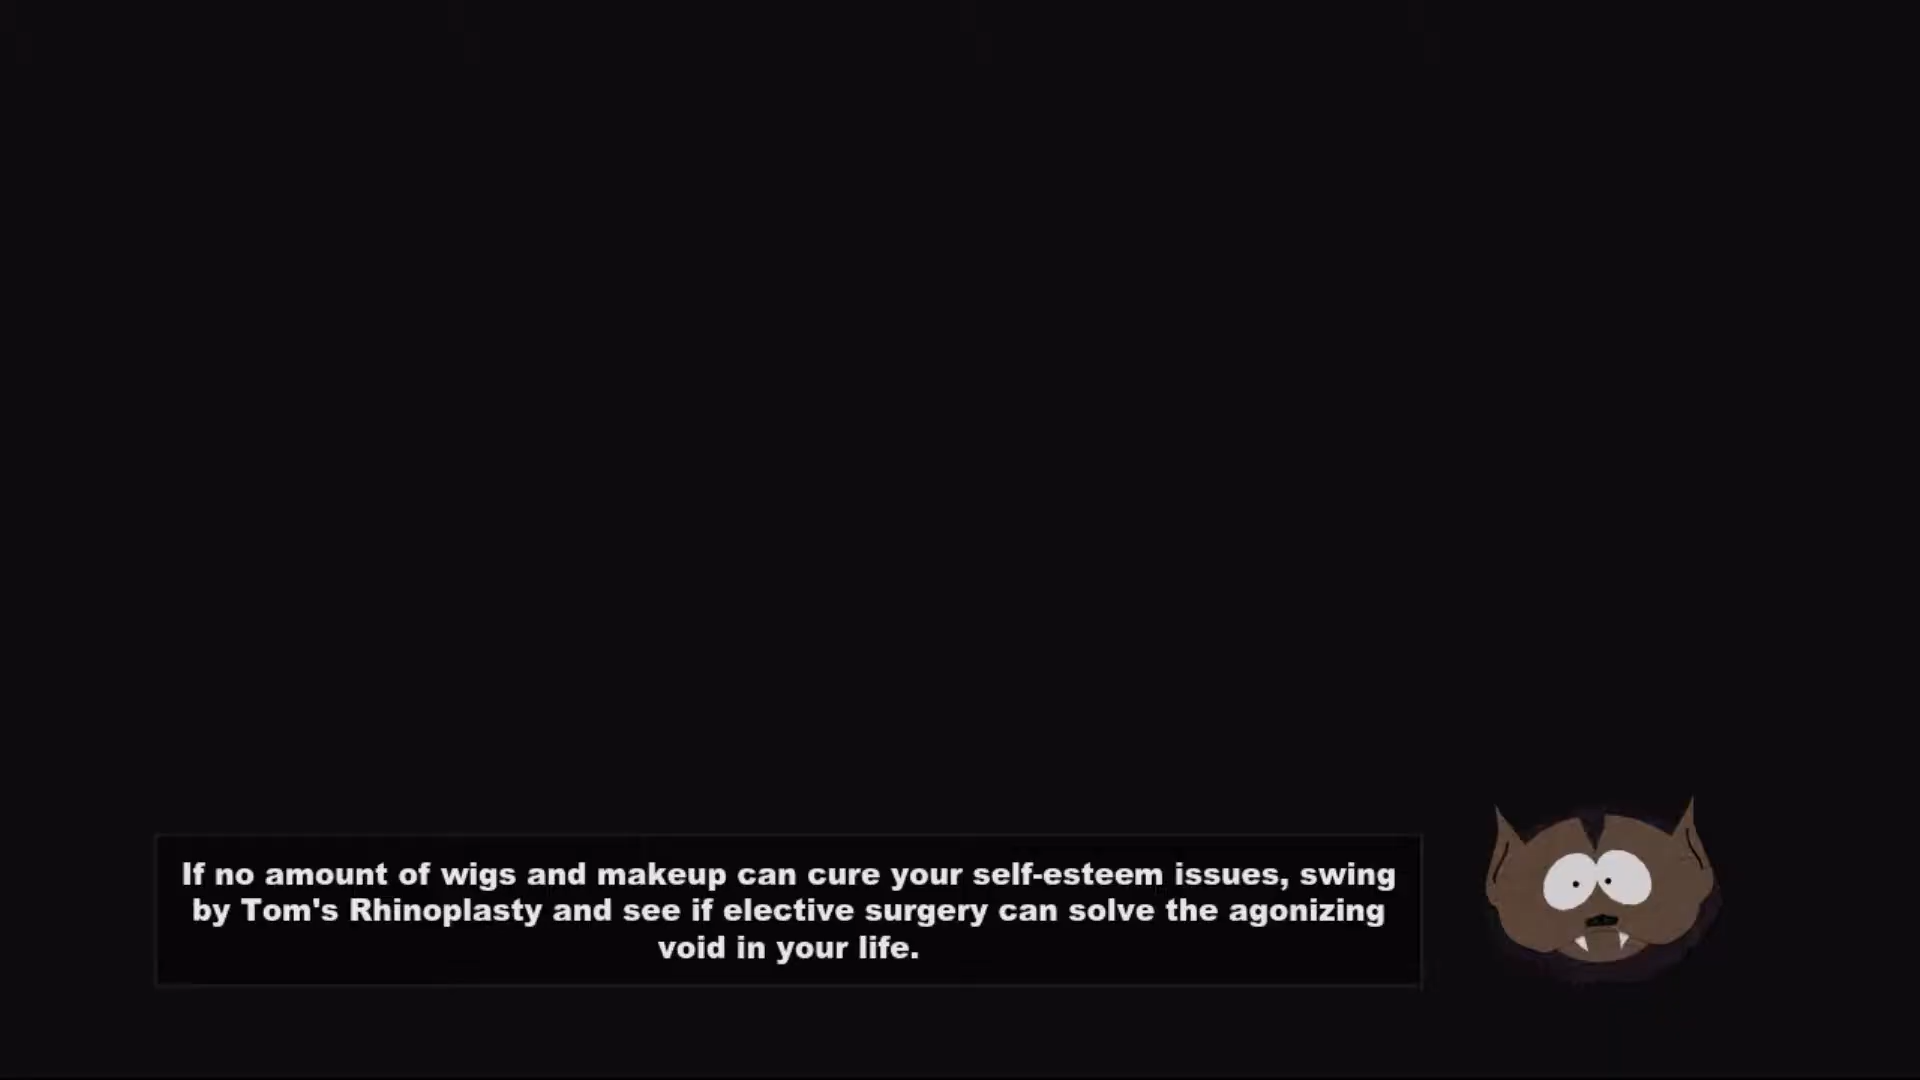 If no amount of wigs and makeup can cure your self-esteem issues, swing
by Tom's Rhinoplasty and see if elective surgery can solve the agonizing
void in your life.